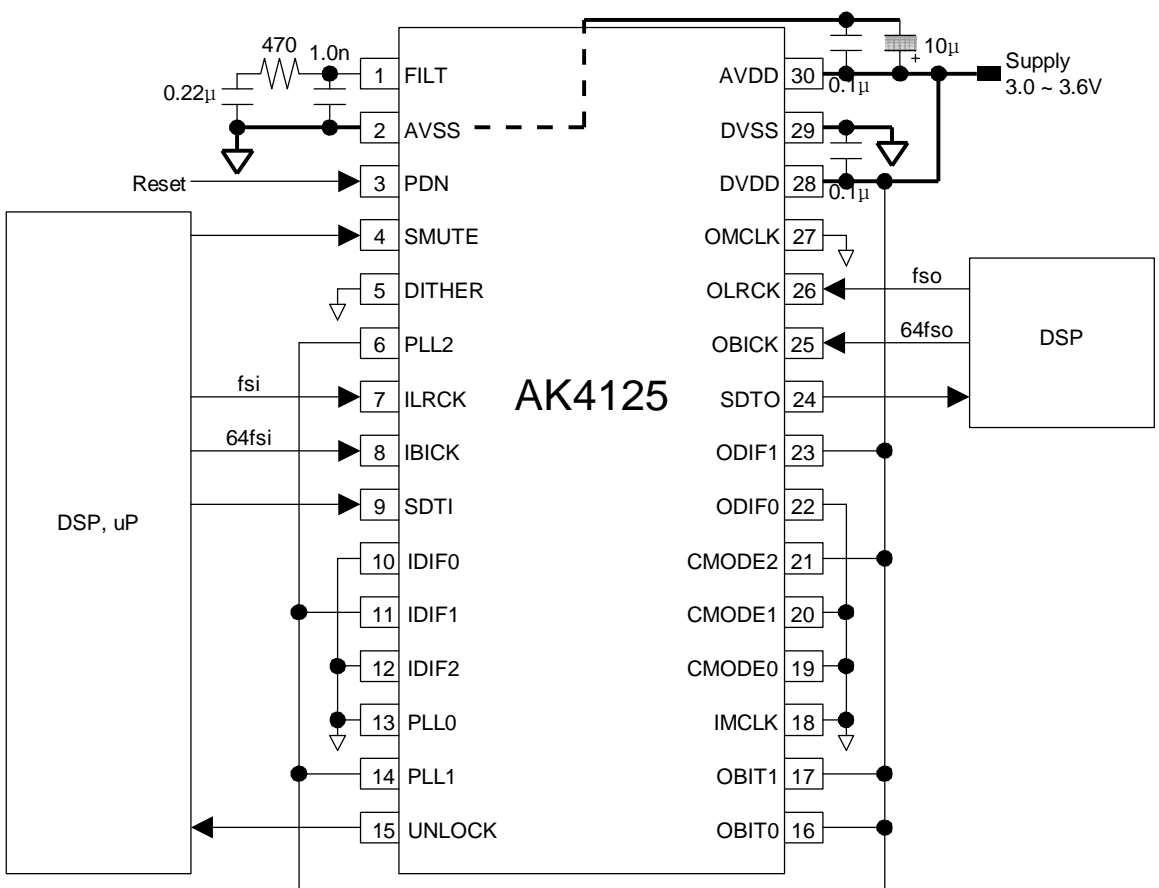 470
1.0n
0.22µ
1 FILT
2 AVSS
Reset
3 PDN
4 SMUTE
5 DITHER
6 PLL2
fsi
7 ILRCK
64fsi
8 IBICK
9 SDTI
DSP, uP
10 IDIF0
11 IDIF1
12 IDIF2
13 PLL0
14 PLL1
15 UNLOCK
AK4125
10µ
+
Supply
3.0 ~ 3.6V
AVDD 30
0.1µ
DVSS 29
DVDD 28
0.1µ
OMCLK 27
OLRCK 26
fso
OBICK 25
64fso
DSP
SDTO 24
ODIF1 23
ODIF0 22
CMODE2 21
CMODE1 20
CMODE0 19
IMCLK 18
OBIT1 17
OBIT0 16